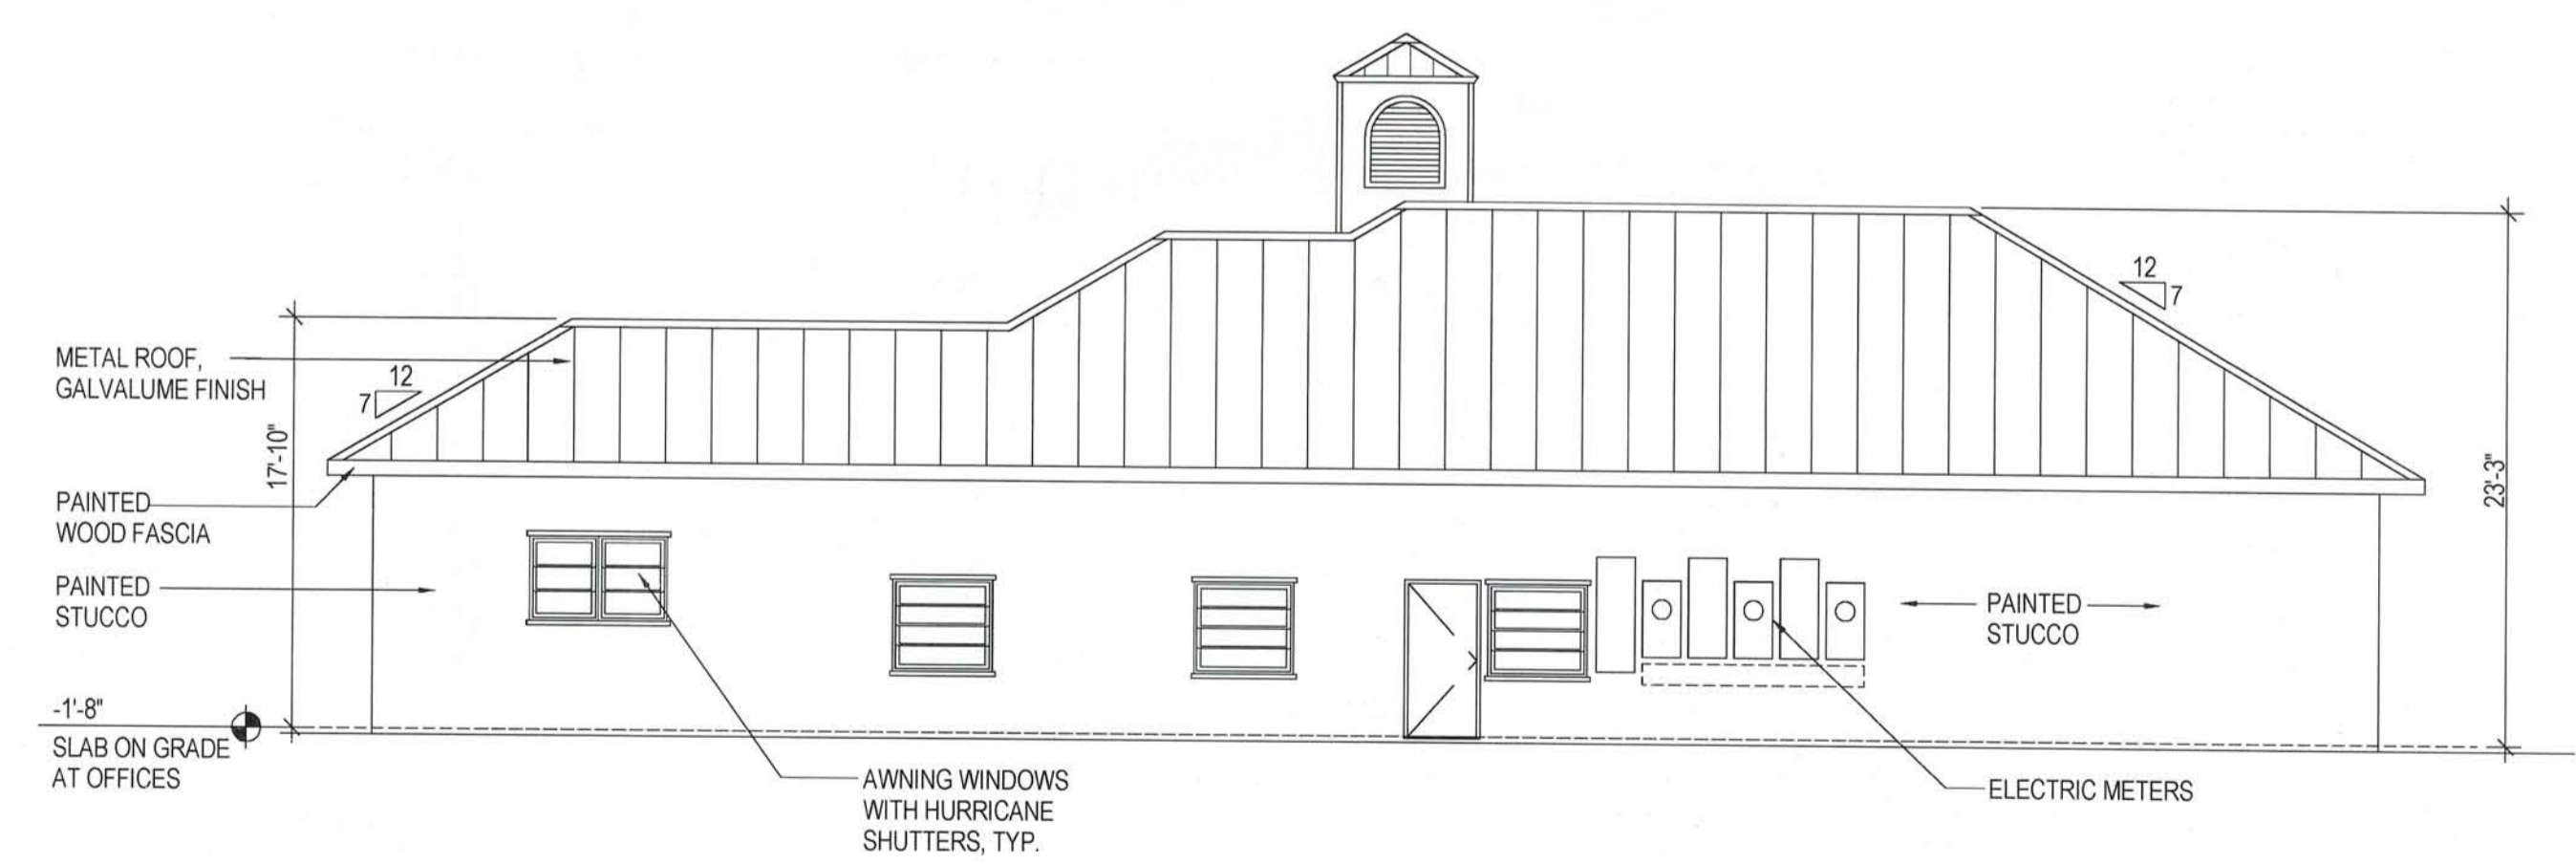 METAL ROOF,
GALVALUME FINISH
12
7
17'-10"
PAINTED
WOOD FASCIA
PAINTED
STUCCO
-1'-8"
SLAB ON GRADE
AT OFFICES
AWNING WINDOWS
WITH HURRICANE
SHUTTERS, TYP.
12
7
23'-3"
PAINTED
STUCCO
ELECTRIC METERS